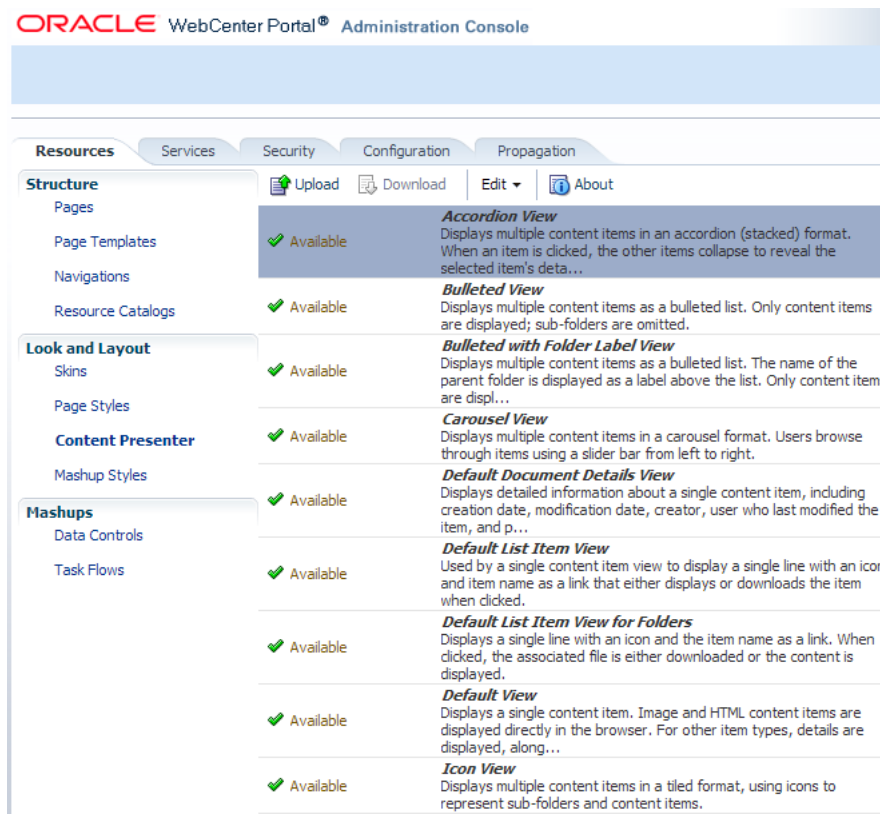 ORACLE WebCenter Portal® Administration Console
Resources Services Security Configuration Propagation
Structure
Pages
Page Templates
Navigations
Resource Catalogs
Look and Layout
Skins
Page Styles
Content Presenter
Mashup Styles
Mashups
Data Controls
Task Flows
Upload Download Edit About
Available
Accordion View
Displays multiple content items in an accordion (stacked) format.
When an item is clicked, the other items collapse to reveal the
selected item's deta...
Available
Bulleted View
Displays multiple content items as a bulleted list. Only content items
are displayed; sub-folders are omitted.
Available
Bulleted with Folder Label View
Displays multiple content items as a bulleted list. The name of the
parent folder is displayed as a label above the list. Only content item
are displ...
Available
Carousel View
Displays multiple content items in a carousel format. Users browse
through items using a slider bar from left to right.
Available
Default Document Details View
Displays detailed information about a single content item, including
creation date, modification date, creator, user who last modified the
item, and p...
Available
Default List Item View
Used by a single content item view to display a single line with an icon
and item name as a link that either displays or downloads the item
when clicked.
Available
Default List Item View for Folders
Displays a single line with an icon and the item name as a link. When
clicked, the associated file is either downloaded or the content is
displayed.
Available
Default View
Displays a single content item. Image and HTML content items are
displayed directly in the browser. For other item types, details are
displayed, along...
Available
Icon View
Displays multiple content items in a tiled format, using icons to
represent sub-folders and content items.